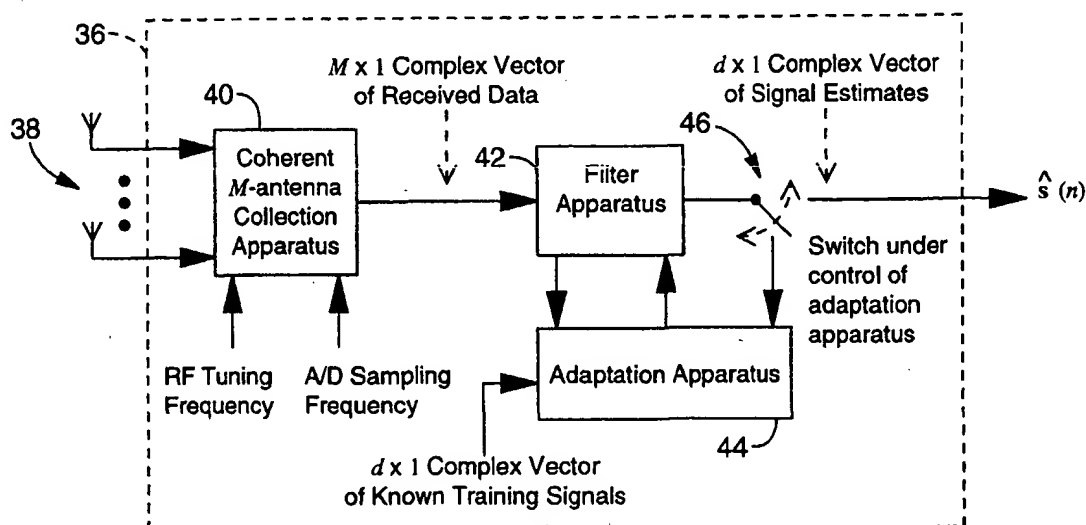 36
M x 1 Complex Vector
of Received Data
d x 1 Complex Vector
of Signal Estimates
38
40
Coherent
M-antenna
Collection
Apparatus
42
Filter
Apparatus
46
ŝ (n)
Switch under
control of
adaptation
apparatus
RF Tuning
Frequency
A/D Sampling
Frequency
Adaptation Apparatus
44
d x 1 Complex Vector
of Known Training Signals